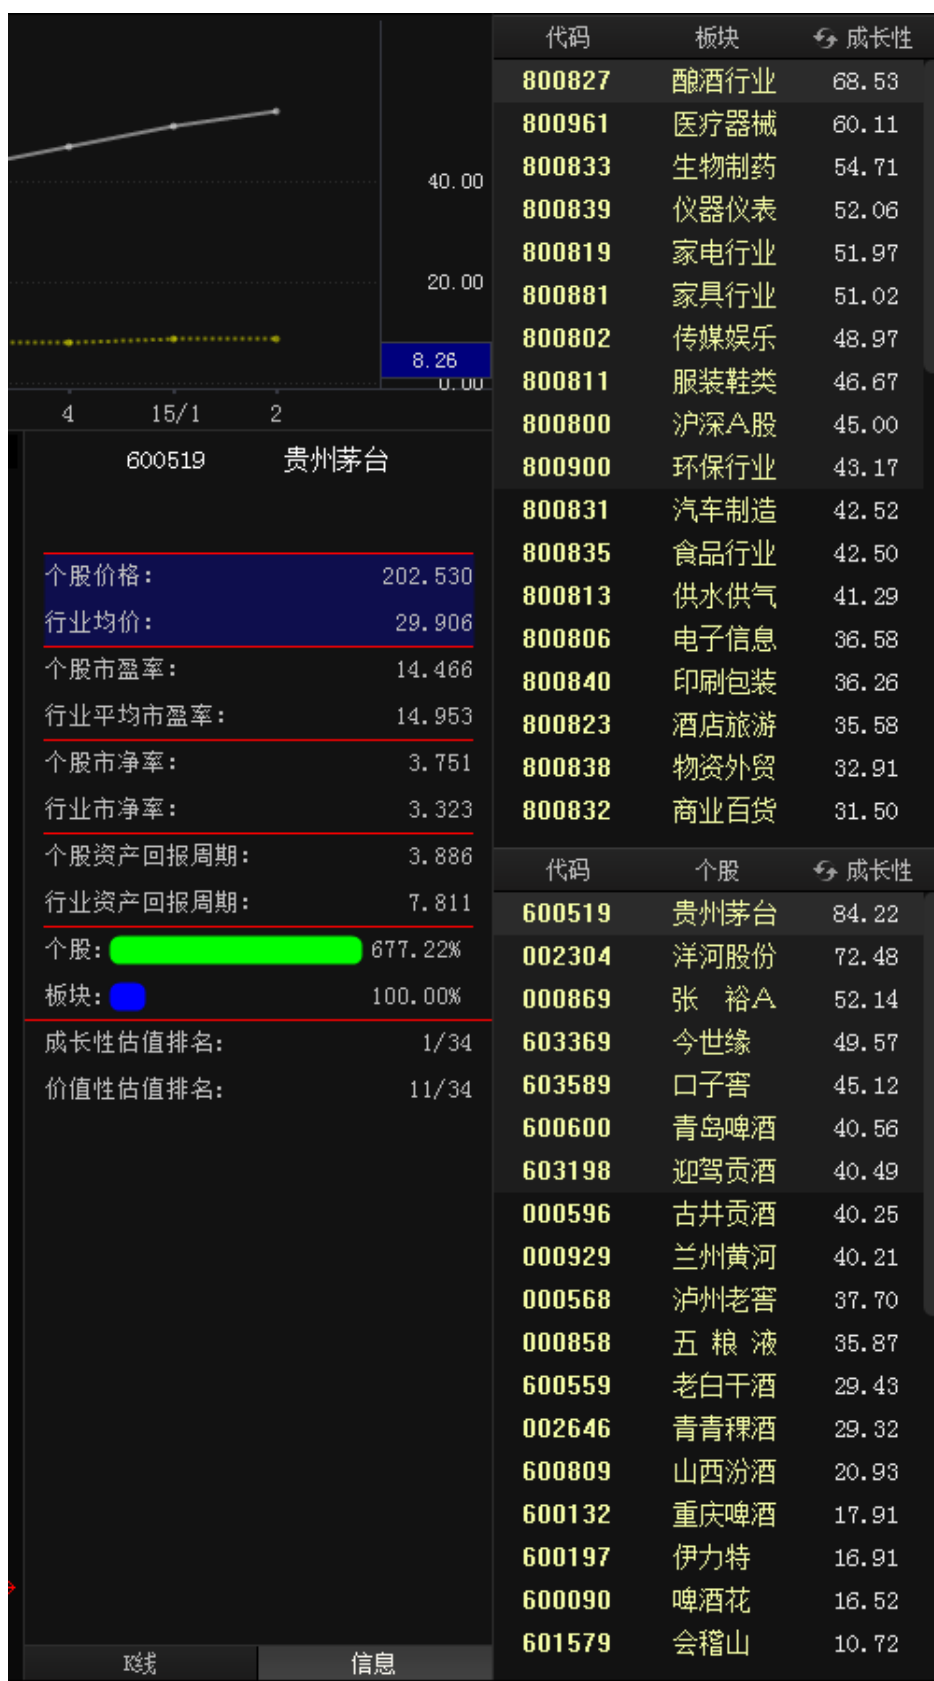 40.00
20.00
8.26
0.00
4 15/1 2
600519 贵州茅台
个股价格: 202.530
行业均价: 29.906
个股市盈率: 14.466
行业平均市盈率: 14.953
个股市净率: 3.751
行业市净率: 3.323
个股资产回报周期: 3.886
行业资产回报周期: 7.811
个股: 677.22%
板块: 100.00%
成长性估值排名: 1/34
价值性估值排名: 11/34
K线 信息
代码 板块 成长性
800827 酿酒行业 68.53
800961 医疗器械 60.11
800833 生物制药 54.71
800839 仪器仪表 52.06
800819 家电行业 51.97
800881 家具行业 51.02
800802 传媒娱乐 48.97
800811 服装鞋类 46.67
800800 沪深A股 45.00
800900 环保行业 43.17
800831 汽车制造 42.52
800835 食品行业 42.50
800813 供水供气 41.29
800806 电子信息 36.58
800840 印刷包装 36.26
800823 酒店旅游 35.58
800838 物资外贸 32.91
800832 商业百货 31.50
代码 个股 成长性
600519 贵州茅台 84.22
002304 洋河股份 72.48
000869 张 裕A 52.14
603369 今世缘 49.57
603589 口子窖 45.12
600600 青岛啤酒 40.56
603198 迎驾贡酒 40.49
000596 古井贡酒 40.25
000929 兰州黄河 40.21
000568 泸州老窖 37.70
000858 五 粮 液 35.87
600559 老白干酒 29.43
002646 青青稞酒 29.32
600809 山西汾酒 20.93
600132 重庆啤酒 17.91
600197 伊力特 16.91
600090 啤酒花 16.52
601579 会稽山 10.72